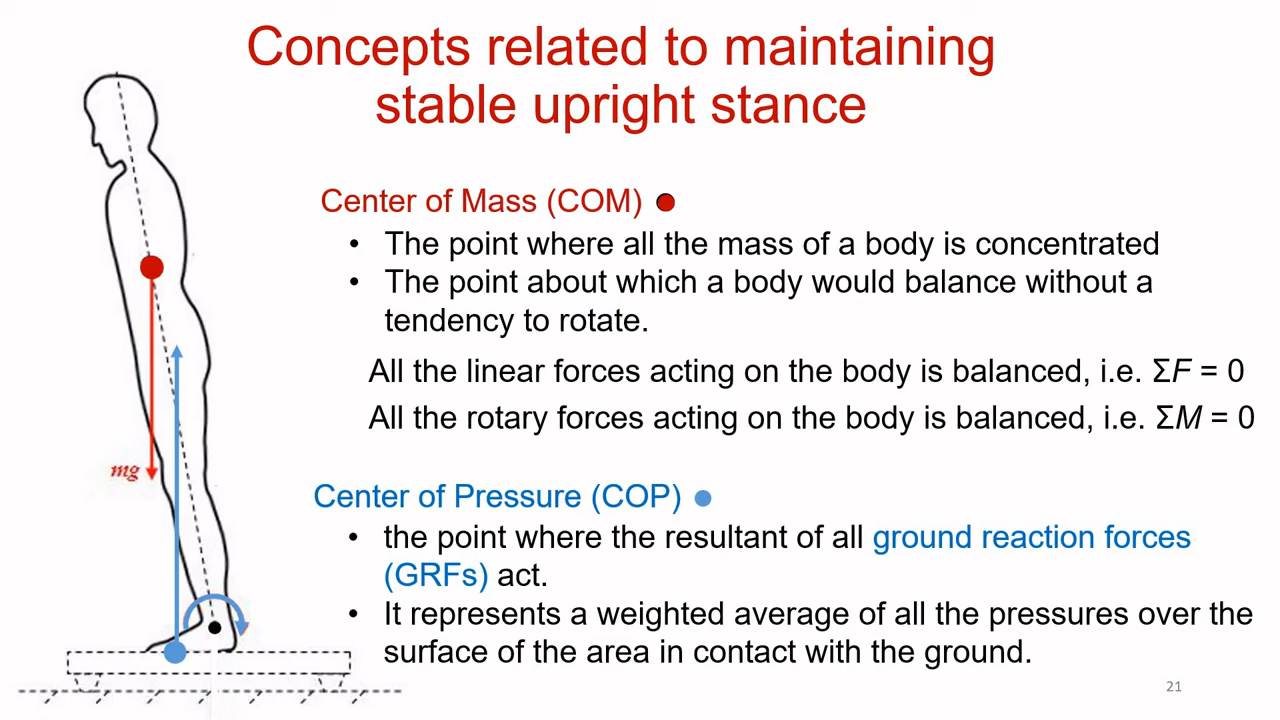 Concepts related to maintaining
stable upright stance
Center of Mass (COM)
• The point where all the mass of a body is concentrated
• The point about which a body would balance without a
tendency to rotate.
All the linear forces acting on the body is balanced, i.e. ΣF = 0
All the rotary forces acting on the body is balanced, i.e. ΣM = 0
mg
Center of Pressure (COP)
• the point where the resultant of all ground reaction forces
(GRFs) act.
• It represents a weighted average of all the pressures over the
surface of the area in contact with the ground.
21